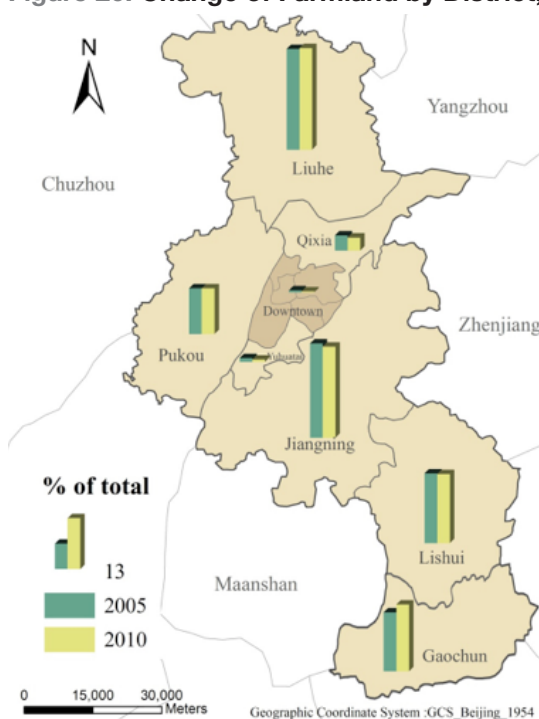 Figure 23. Change of Farmland by District,
N
Yangzhou
Chuzhou
Liuhe
Qixia
Downtown
Zhenjiang
Pukou
Yuhuatai
Jiangning
% of total
13
2005
2010
Lishui
Maanshan
Gaochun
0 15,000 30,000
Meters
Geographic Coordinate System :GCS_Beijing_1954